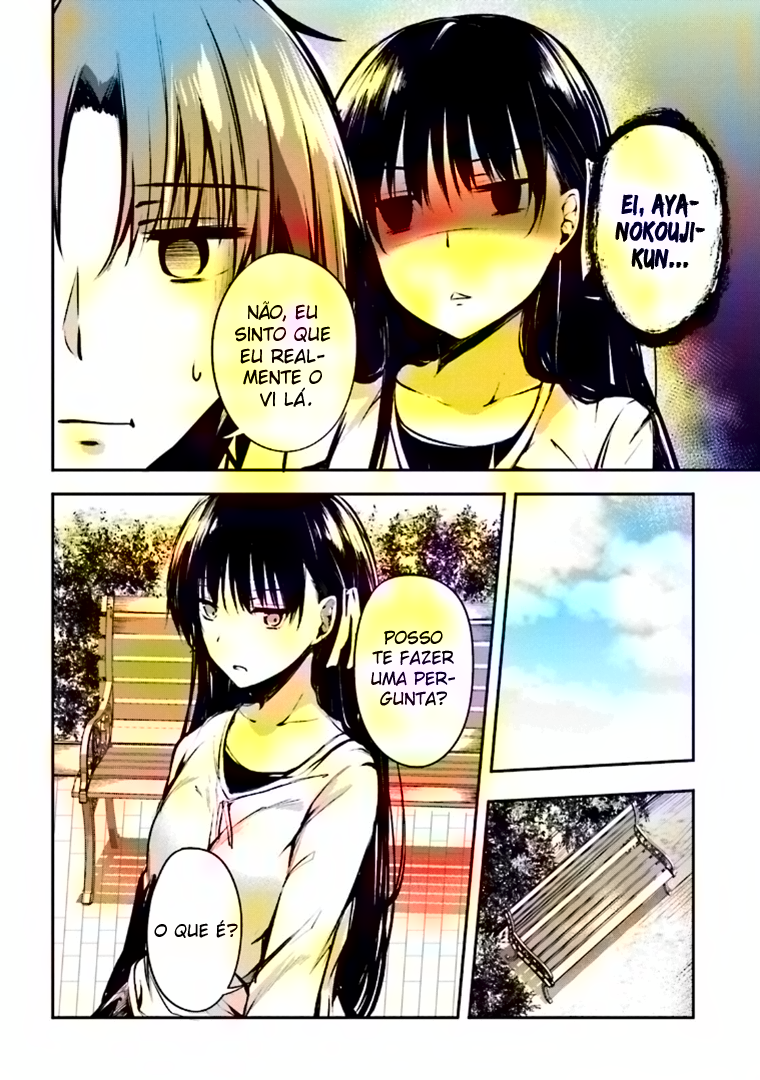 EI, AYA-
NOKOUJI-
KUN...
NÃO, EU
SINTO QUE
EU REAL-
MENTE O
VI LÁ.
POSSO
TE FAZER
UMA PER-
GUNTA?
O QUE É?